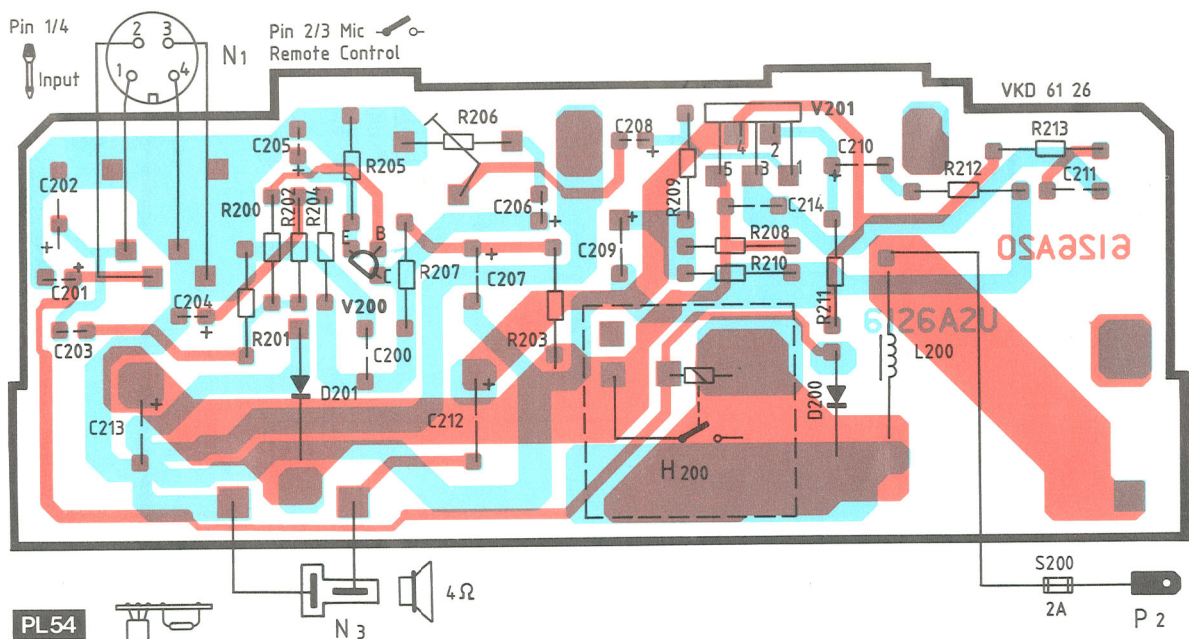 Pin 1/4
Input
2 3
1 4
N1
Pin 2/3 Mic
Remote Control
VKD 61 26
C205
R205
R206
C208
V201
4 2
5 3 1
C210
R213
R212
C211
C202
R200
R202
R204
C206
R209
C214
E B
C
C201
C204
R207
C207
C209
R208
R210
6126A20
V200
R211
6126A2U
C203
R201
C200
R203
L200
D201
D200
C213
C212
H 200
S200
2A
P 2
4Ω
N 3
PL54